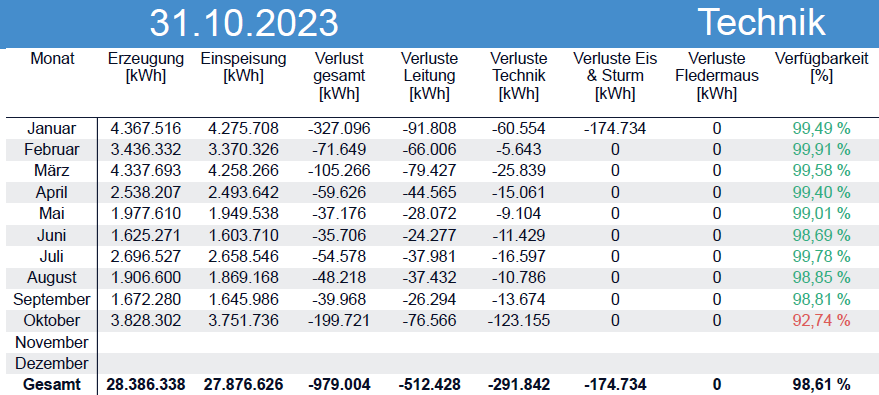 31.10.2023 Technik
Monat Erzeugung Einspeisung Verlust Verluste Verluste Verluste Eis Verluste Verfügbarkeit
[kWh] [kWh] gesamt Leitung Technik & Sturm Fledermaus [%]
[kWh] [kWh] [kWh] [kWh] [kWh]
Januar 4.367.516 4.275.708 -327.096 -91.808 -60.554 -174.734 0 99,49 %
Februar 3.436.332 3.370.326 -71.649 -66.006 -5.643 0 0 99,91 %
März 4.337.693 4.258.266 -105.266 -79.427 -25.839 0 0 99,58 %
April 2.538.207 2.493.642 -59.626 -44.565 -15.061 0 0 99,40 %
Mai 1.977.610 1.949.538 -37.176 -28.072 -9.104 0 0 99,01 %
Juni 1.625.271 1.603.710 -35.706 -24.277 -11.429 0 0 98,69 %
Juli 2.696.527 2.658.546 -54.578 -37.981 -16.597 0 0 99,78 %
August 1.906.600 1.869.168 -48.218 -37.432 -10.786 0 0 98,85 %
September 1.672.280 1.645.986 -39.968 -26.294 -13.674 0 0 98,81 %
Oktober 3.828.302 3.751.736 -199.721 -76.566 -123.155 0 0 92,74 %
November
Dezember
Gesamt 28.386.338 27.876.626 -979.004 -512.428 -291.842 -174.734 0 98,61 %